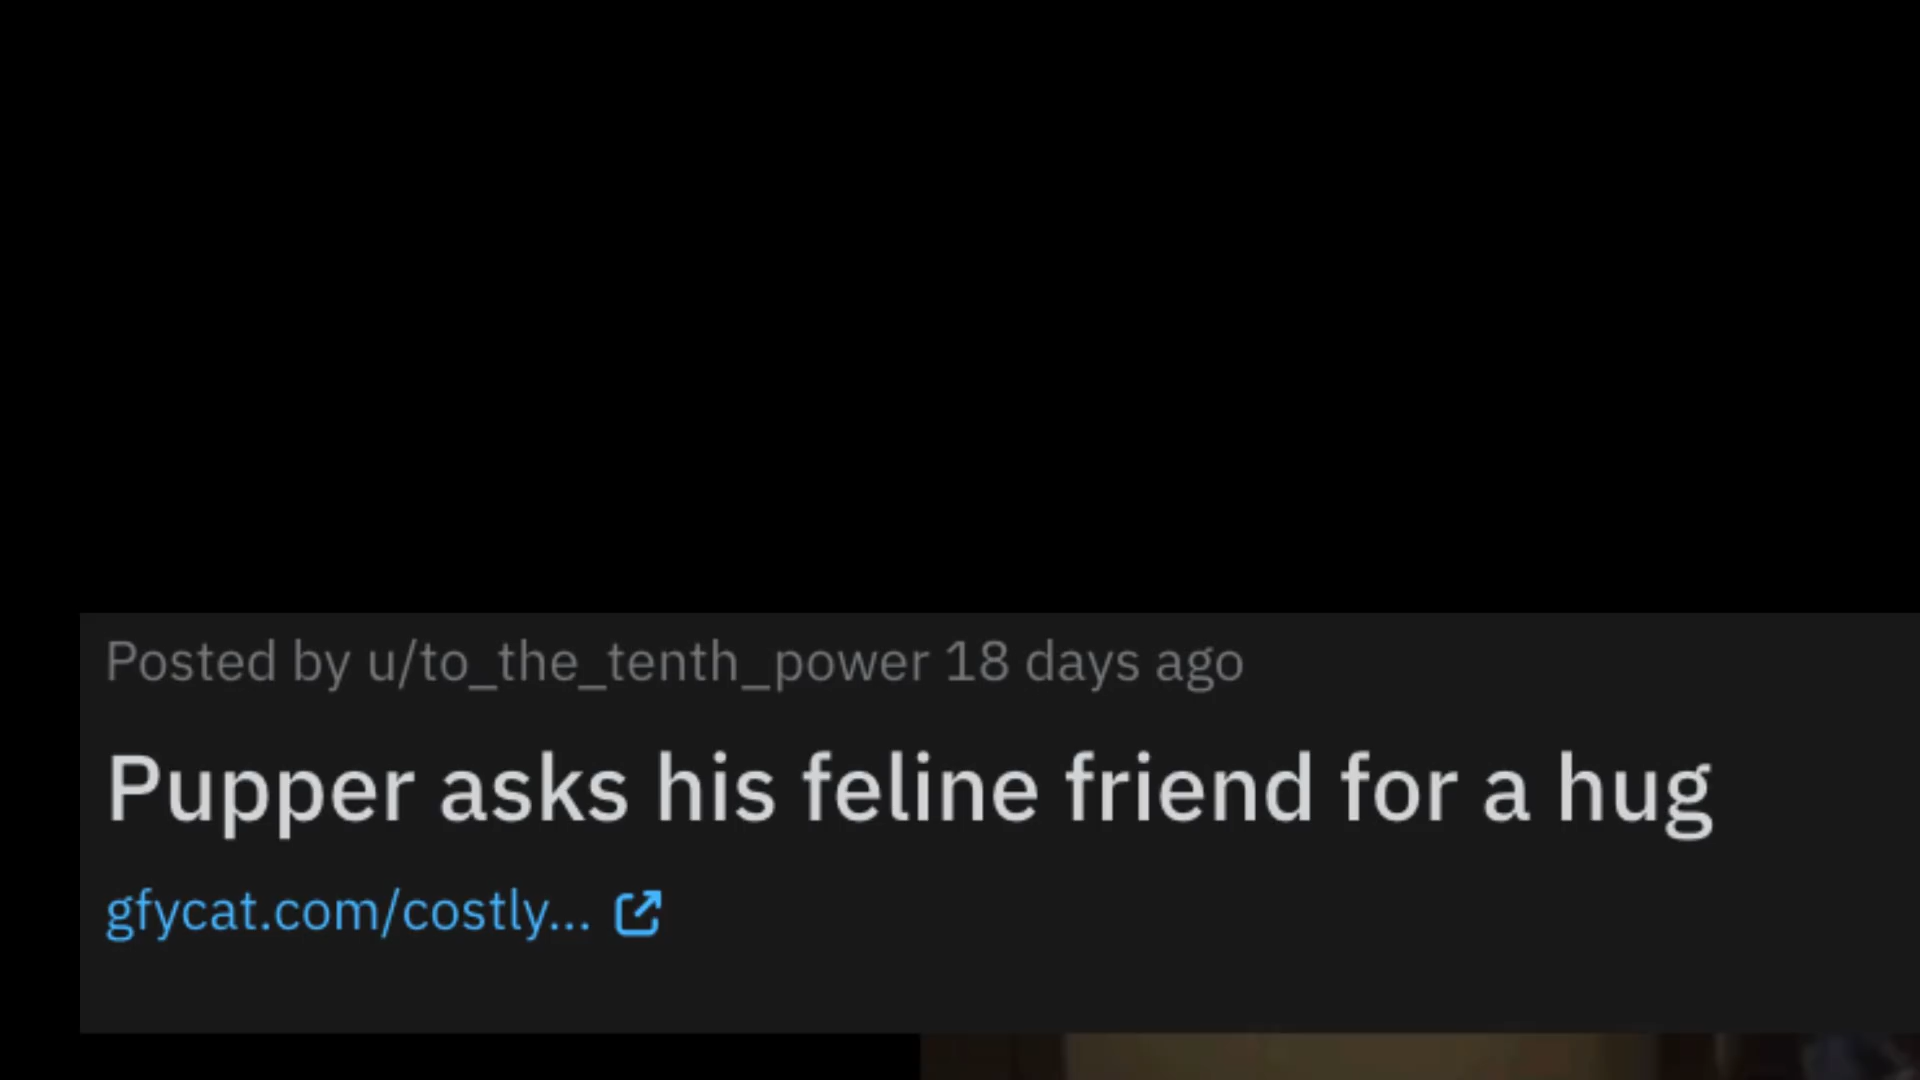 Posted by u/to_the_tenth_power 18 days ago
Pupper asks his feline friend for a hug
gfycat.com/costly...